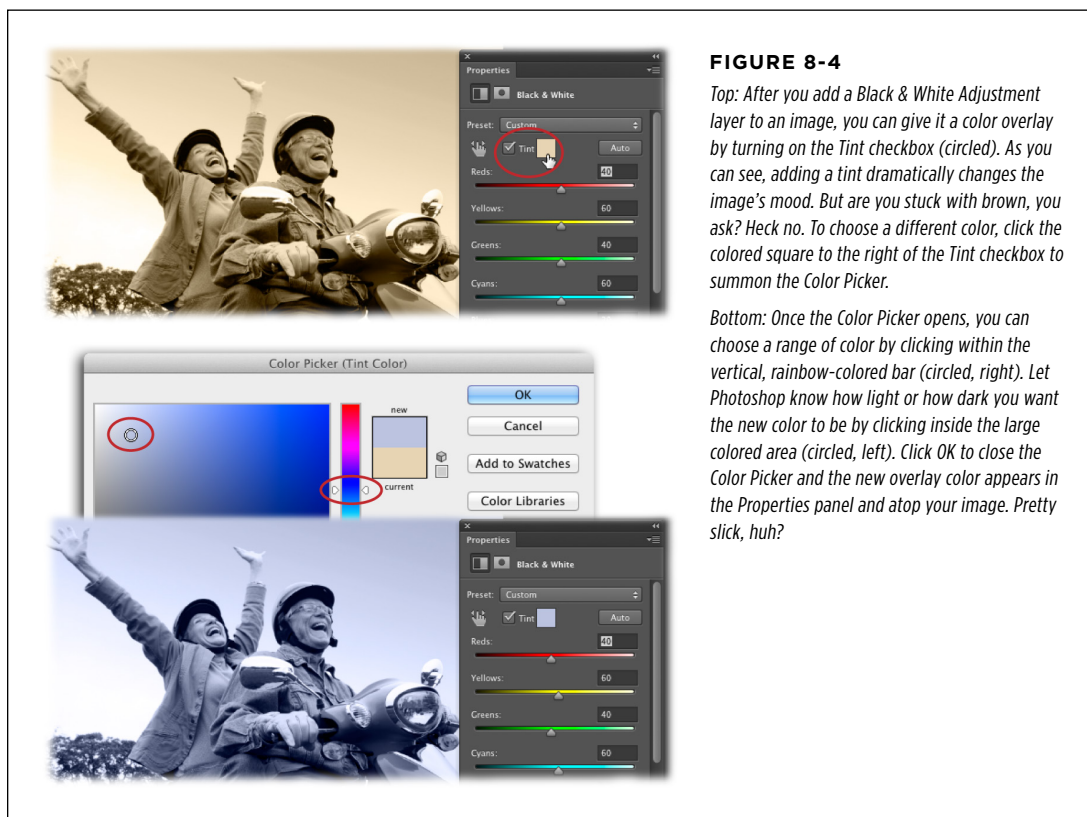 Properties
Black & White
Preset: Custom
Tint Auto
Reds: 40
Yellows: 60
Greens: 40
Cyans: 60
Color Picker (Tint Color)
new
current
OK
Cancel
Add to Swatches
Color Libraries
Properties
Black & White
Preset: Custom
Tint Auto
Reds: 40
Yellows: 60
Greens: 40
Cyans: 60
FIGURE 8-4
Top: After you add a Black & White Adjustment
layer to an image, you can give it a color overlay
by turning on the Tint checkbox (circled). As you
can see, adding a tint dramatically changes the
image's mood. But are you stuck with brown, you
ask? Heck no. To choose a different color, click the
colored square to the right of the Tint checkbox to
summon the Color Picker.
Bottom: Once the Color Picker opens, you can
choose a range of color by clicking within the
vertical, rainbow-colored bar (circled, right). Let
Photoshop know how light or how dark you want
the new color to be by clicking inside the large
colored area (circled, left). Click OK to close the
Color Picker and the new overlay color appears in
the Properties panel and atop your image. Pretty
slick, huh?